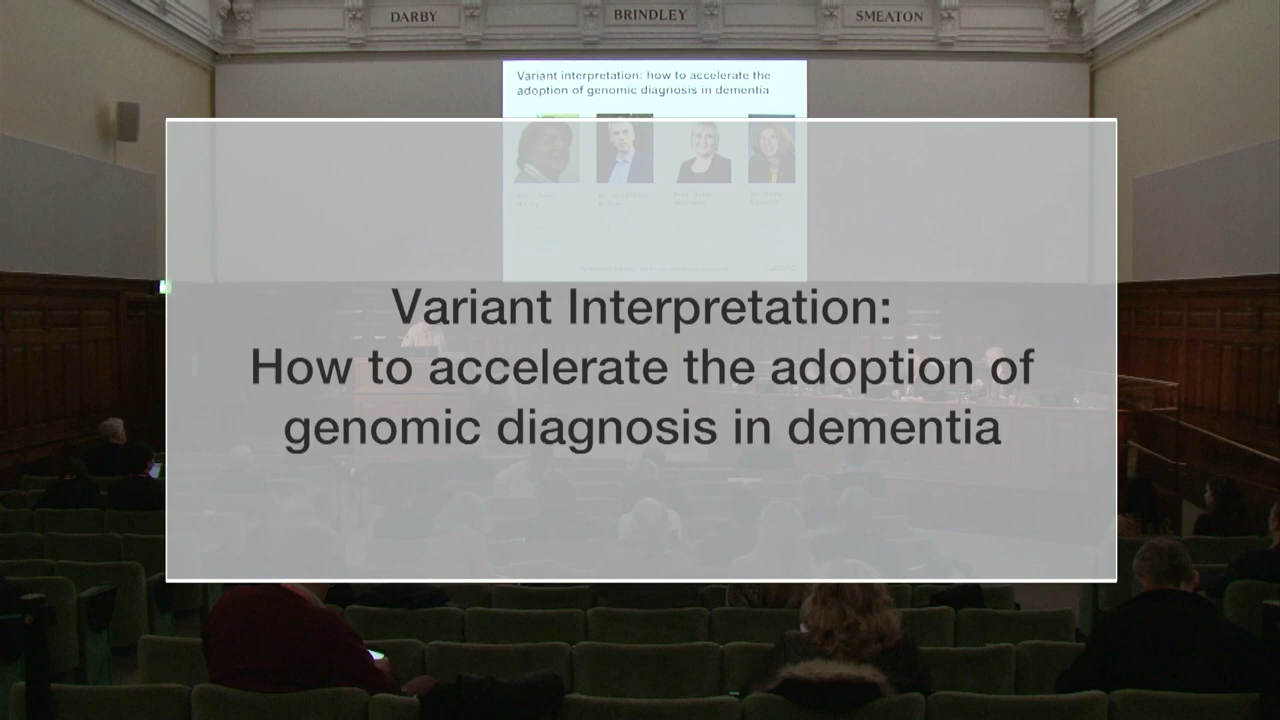 DARBY
BRINDLEY
SMEATON
Variant interpretation: how to accelerate the
adoption of genomic diagnosis in dementia
Variant Interpretation:
How to accelerate the adoption of
genomic diagnosis in dementia